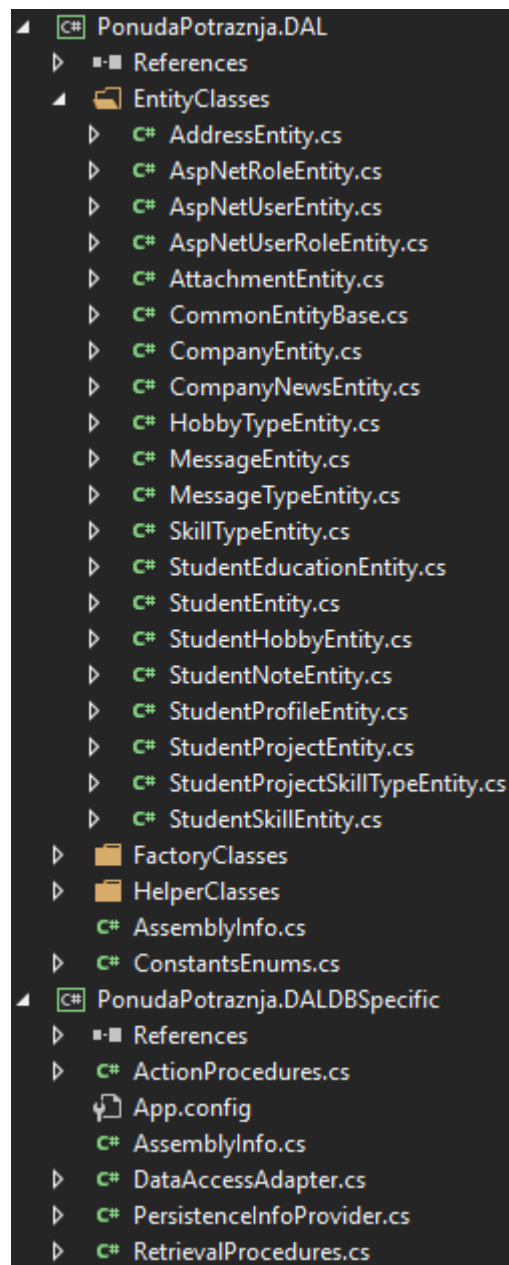 C# PonudaPotraznja.DAL
References
EntityClasses
C# AddressEntity.cs
C# AspNetRoleEntity.cs
C# AspNetUserEntity.cs
C# AspNetUserRoleEntity.cs
C# AttachmentEntity.cs
C# CommonEntityBase.cs
C# CompanyEntity.cs
C# CompanyNewsEntity.cs
C# HobbyTypeEntity.cs
C# MessageEntity.cs
C# MessageTypeEntity.cs
C# SkillTypeEntity.cs
C# StudentEducationEntity.cs
C# StudentEntity.cs
C# StudentHobbyEntity.cs
C# StudentNoteEntity.cs
C# StudentProfileEntity.cs
C# StudentProjectEntity.cs
C# StudentProjectSkillTypeEntity.cs
C# StudentSkillEntity.cs
FactoryClasses
HelperClasses
C# AssemblyInfo.cs
C# ConstantsEnums.cs
C# PonudaPotraznja.DALDBSpecific
References
C# ActionProcedures.cs
App.config
C# AssemblyInfo.cs
C# DataAccessAdapter.cs
C# PersistenceInfoProvider.cs
C# RetrievalProcedures.cs